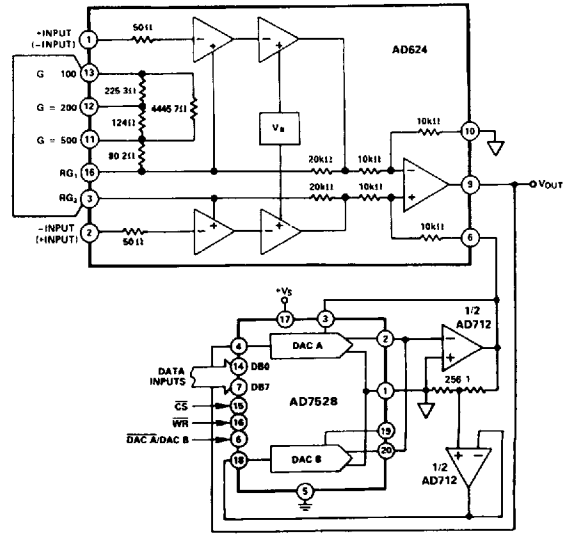 +INPUT
(−INPUT)
1
50Ω
AD624
G 100
13
225 3Ω
G = 200
12
4445 7Ω
124Ω
G = 500
11
80 2Ω
VB
10kΩ
10
RG1
16
20kΩ
10kΩ
RG2
3
20kΩ
10kΩ
9
VOUT
−INPUT
(+INPUT)
2
50Ω
10kΩ
6
+VS
17
3
1/2
AD712
4
DAC A
2
DATA
INPUTS
14
DB0
7
DB7
AD7528
1
256 1
CS
15
WR
16
DAC A/DAC B
6
19
18
DAC B
20
5
1/2
AD712